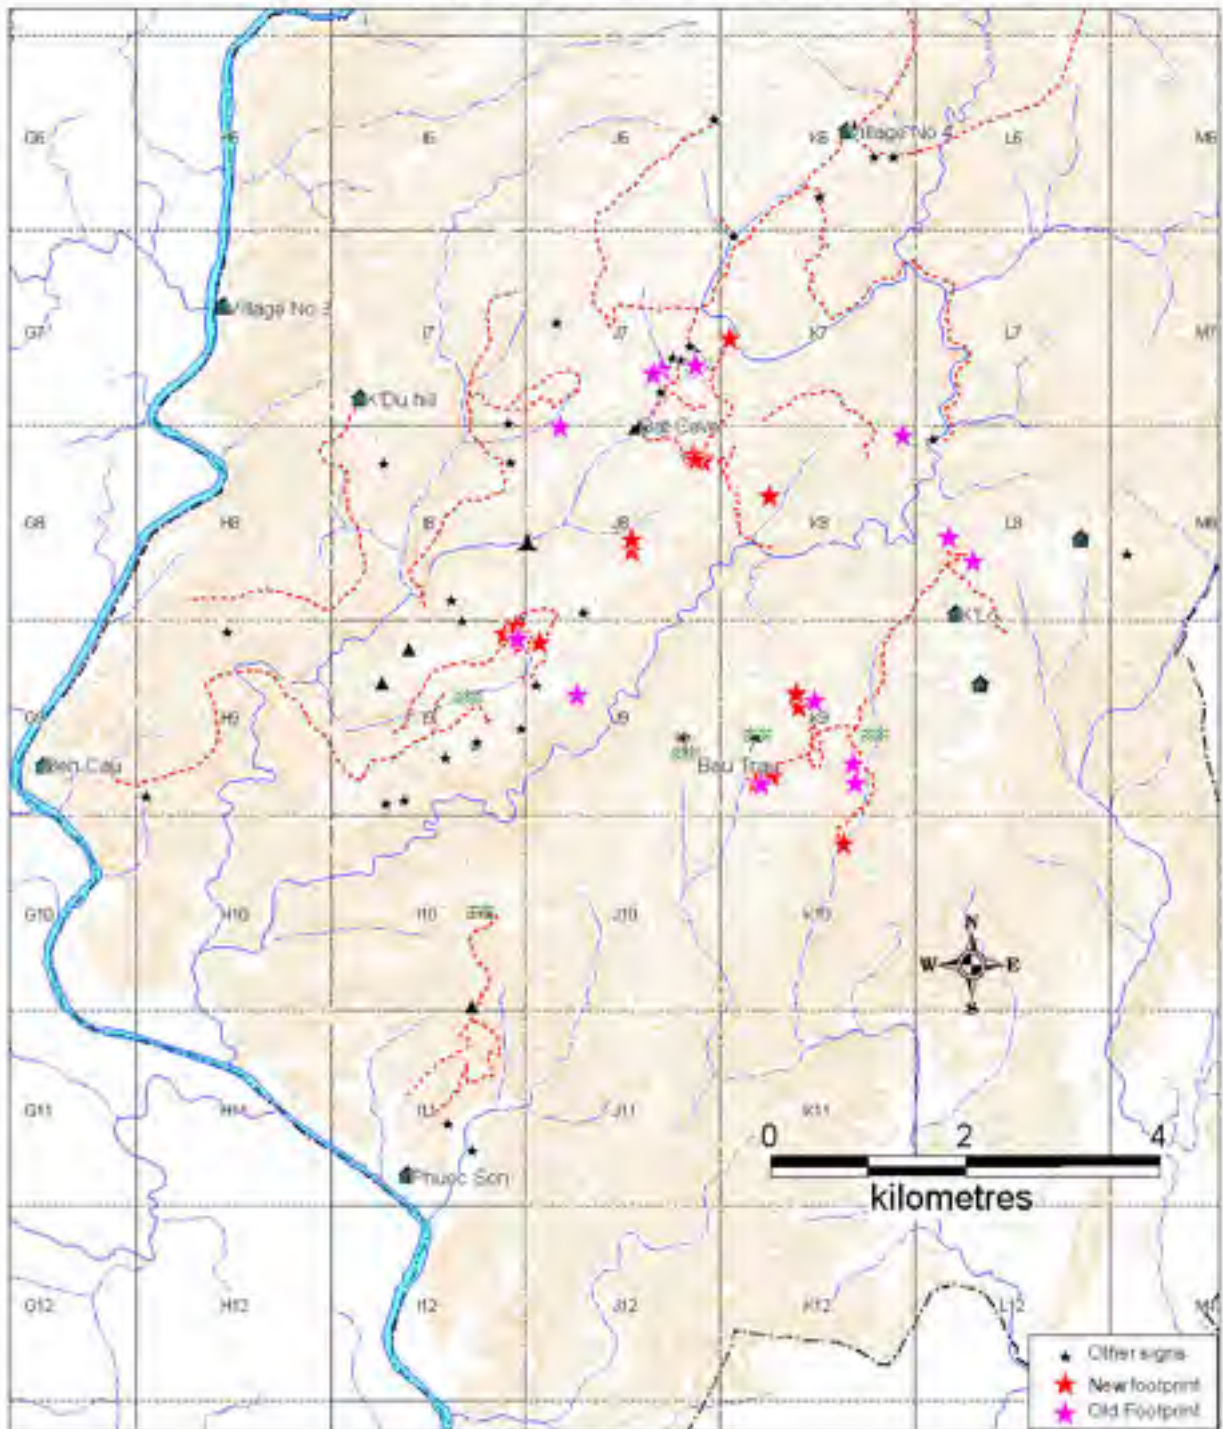 G6 H6 I6 J6 K6 Village No 4 L6 M6
Village No 3
G7 I7 J7 K7 L7 M7
K'Du hill
Bat Cave
G8 H8 I8 J8 K8 L8 M8
K'Lo
G9 H9 I9 J9 K9
Ben Cau
Bau Trau
G10 H10 I10 J10 K10
N
W E
S
G11 H11 I11 J11 K11
0 2 4
kilometres
Phuoc Son
G12 H12 I12 J12 K12 L12
Other signs
New footprint
Old Footprint